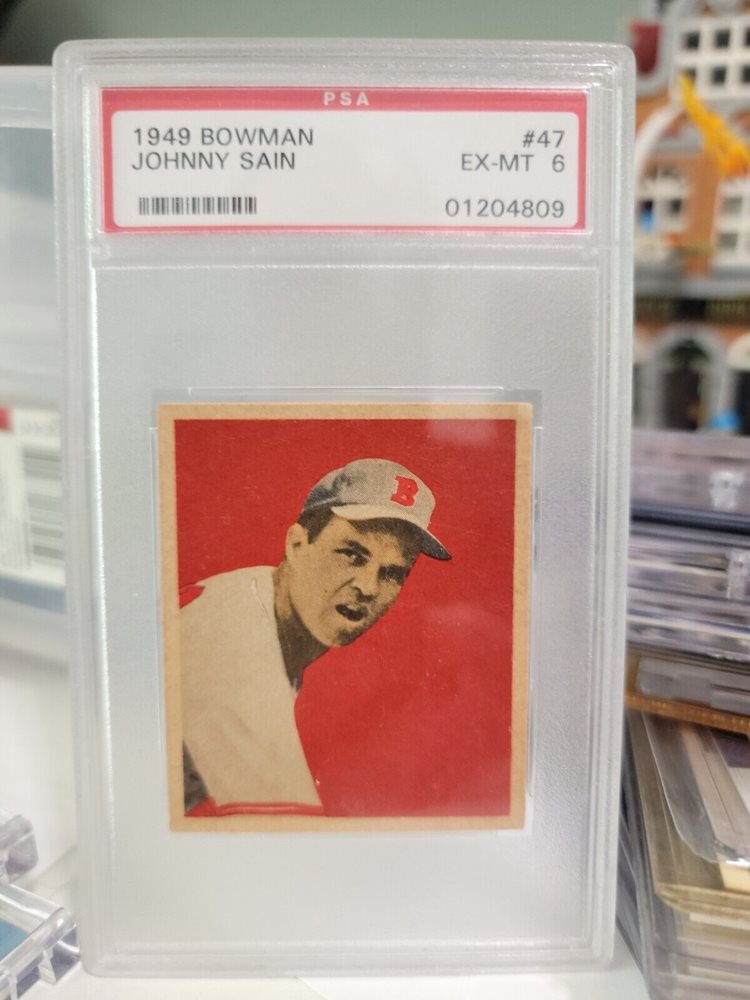 PSA
1949 BOWMAN #47
JOHNNY SAIN EX-MT 6
01204809
B